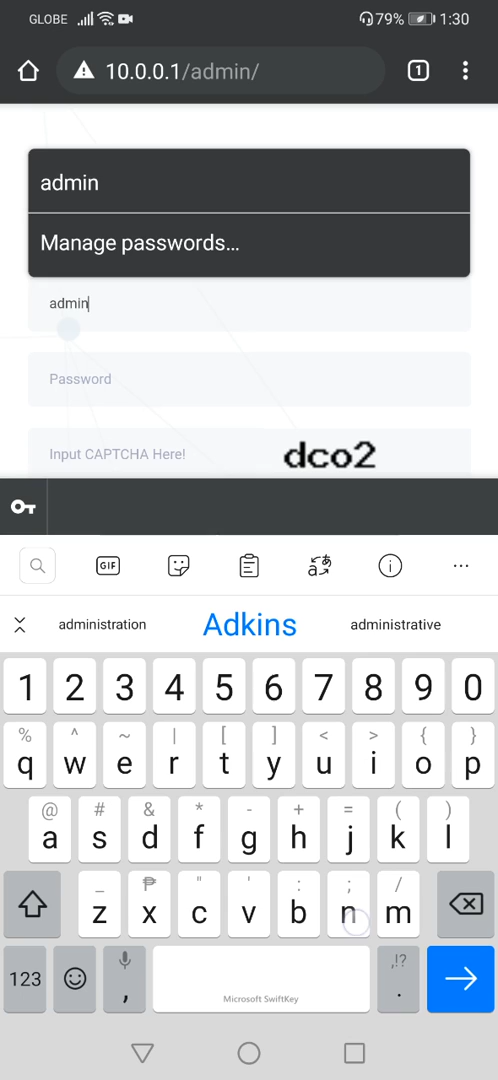 GLOBE 79% 1:30
10.0.0.1/admin/ 1
admin
Manage passwords...
admin
Password
Input CAPTCHA Here! dco2
GIF あ a ...
administration Adkins administrative
1 2 3 4 5 6 7 8 9 0
% ^ ~ | [ ] < > { }
q w e r t y u i o p
@ # & * - + = ( )
a s d f g h j k l
_ ₱ " ' : ; /
z x c v b n m
,!?
123 , Microsoft SwiftKey .